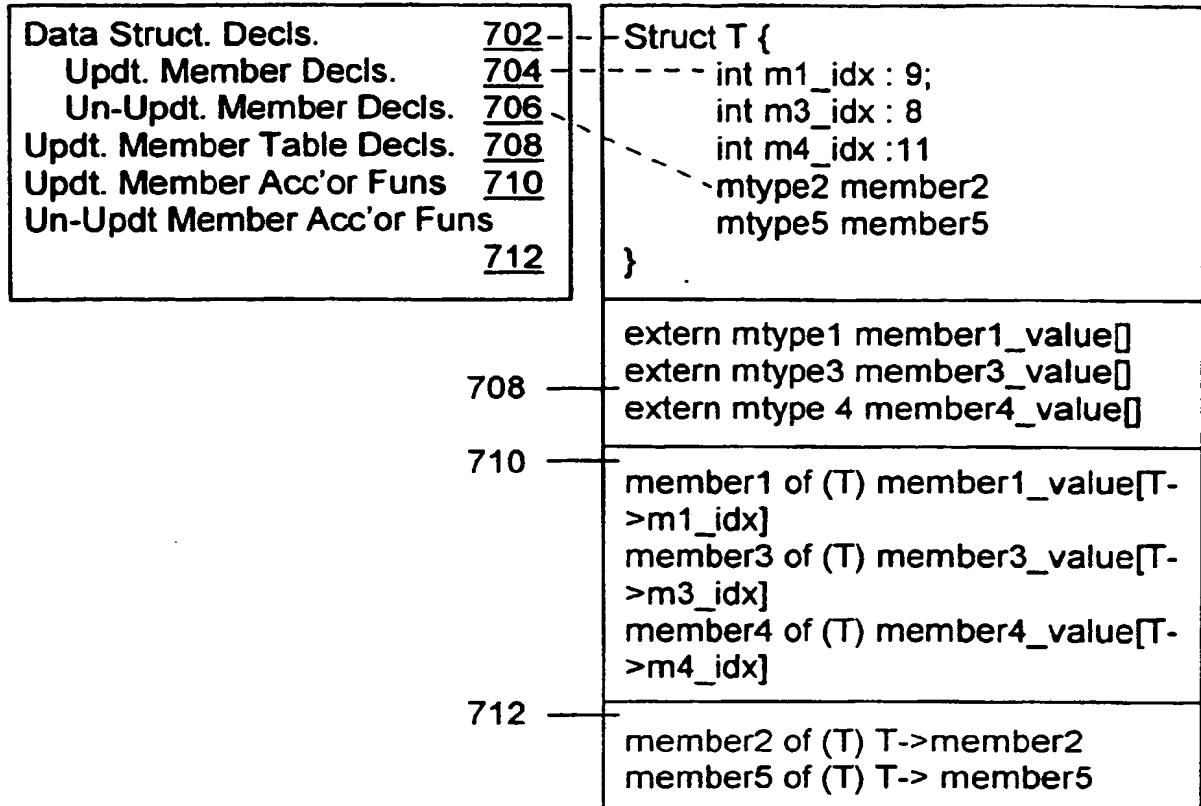 Data Struct. Decls. 702
Updt. Member Decls. 704
Un-Updt. Member Decls. 706
Updt. Member Table Decls. 708
Updt. Member Acc'or Funs 710
Un-Updt Member Acc'or Funs
712
Struct T {
int m1_idx : 9;
int m3_idx : 8
int m4_idx :11
mtype2 member2
mtype5 member5
}
708
extern mtype1 member1_value[]
extern mtype3 member3_value[]
extern mtype 4 member4_value[]
710
member1 of (T) member1_value[T-
>m1_idx]
member3 of (T) member3_value[T-
>m3_idx]
member4 of (T) member4_value[T-
>m4_idx]
712
member2 of (T) T->member2
member5 of (T) T-> member5